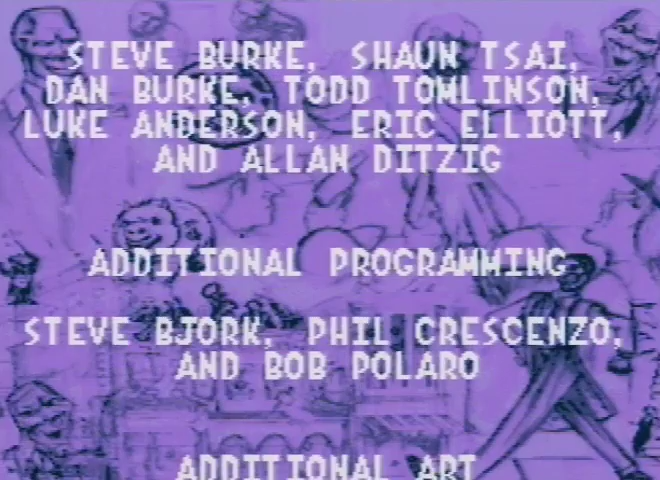 STEVE BURKE, SHAUN TSAI,
DAN BURKE, TODD TOMLINSON,
LUKE ANDERSON, ERIC ELLIOTT,
AND ALLAN DITZIG
ADDITIONAL PROGRAMMING
STEVE BJORK, PHIL CRESCENZO,
AND BOB POLARO
ADDITIONAL ART